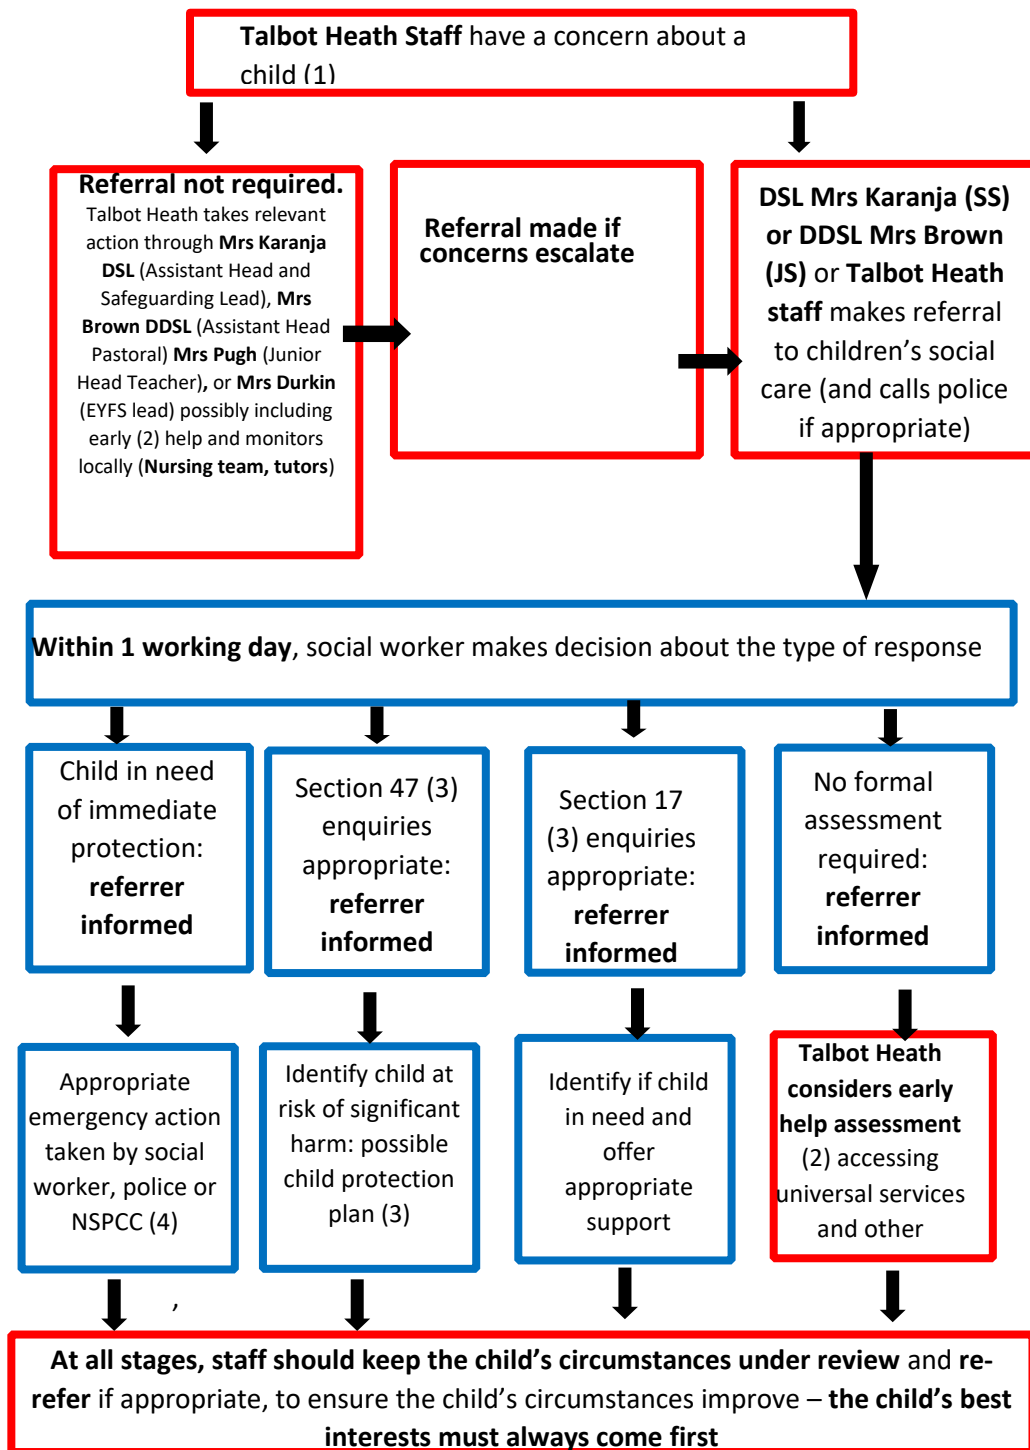 Talbot Heath Staff have a concern about a
child (1)
Referral not required.
Talbot Heath takes relevant
action through Mrs Karanja
DSL (Assistant Head and
Safeguarding Lead), Mrs
Brown DDSL (Assistant Head
Pastoral) Mrs Pugh (Junior
Head Teacher), or Mrs Durkin
(EYFS lead) possibly including
early (2) help and monitors
locally (Nursing team, tutors)
Referral made if
concerns escalate
DSL Mrs Karanja (SS)
or DDSL Mrs Brown
(JS) or Talbot Heath
staff makes referral
to children’s social
care (and calls police
if appropriate)
Within 1 working day, social worker makes decision about the type of response
Child in need
of immediate
protection:
referrer
informed
Section 47 (3)
enquiries
appropriate:
referrer
informed
Section 17
(3) enquiries
appropriate:
referrer
informed
No formal
assessment
required:
referrer
informed
Appropriate
emergency action
taken by social
worker, police or
NSPCC (4)
Identify child at
risk of significant
harm: possible
child protection
plan (3)
Identify if child
in need and
offer
appropriate
support
Talbot Heath
considers early
help assessment
(2) accessing
universal services
and other
,
At all stages, staff should keep the child’s circumstances under review and re-
refer if appropriate, to ensure the child’s circumstances improve – the child’s best
interests must always come first